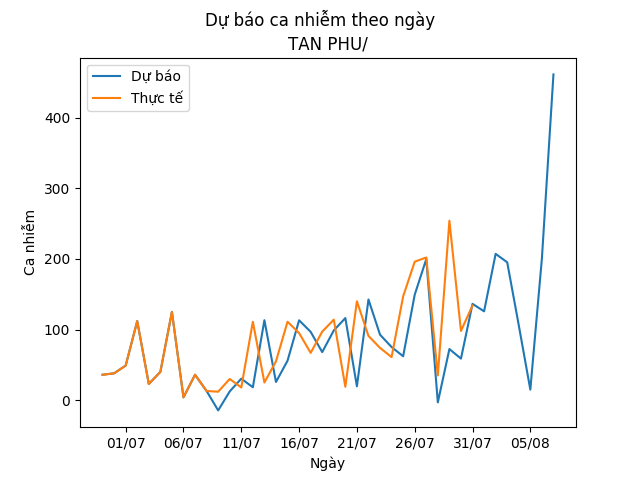 Dự báo ca nhiễm theo ngày
TAN PHU/
Dự báo
Thực tế
Ca nhiễm
400
300
200
100
0
01/07 06/07 11/07 16/07 21/07 26/07 31/07 05/08
Ngày